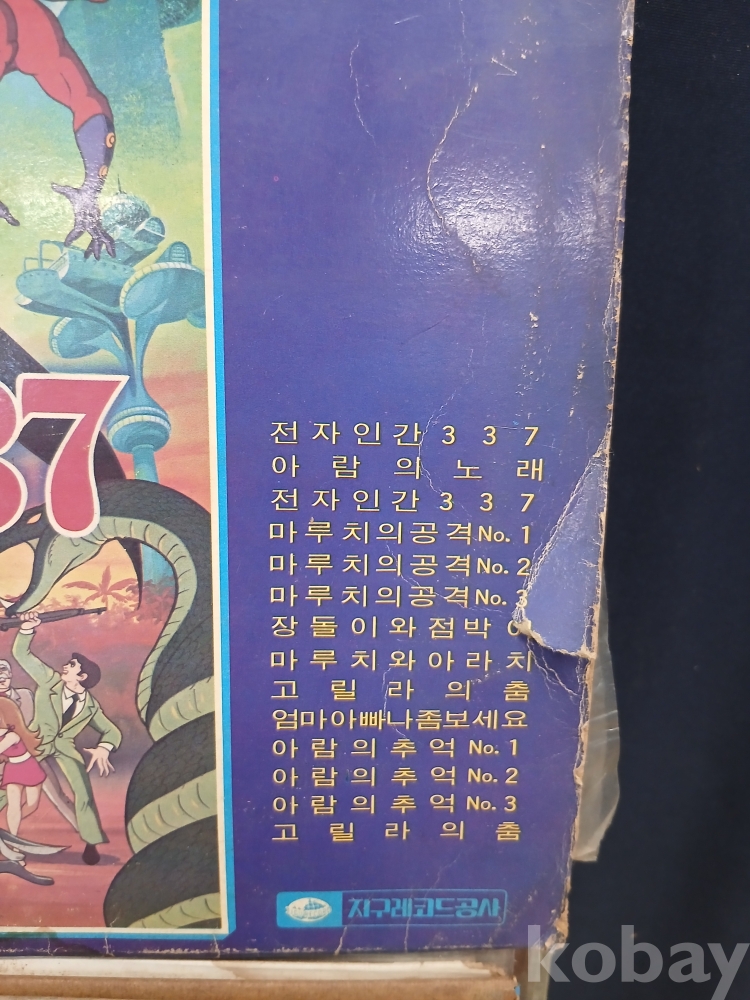 37
전자인간 3 3 7
아람의노래
전자인간 3 3 7
마루치의공격No. 1
마루치의공격No. 2
마루치의공격No. 3
장돌이와점박이
마루치와아라치
고릴라의춤
엄마아빠나좀보세요
아람의추억No. 1
아람의추억No. 2
아람의추억No. 3
고릴라의춤
지구레코드공사
kobay